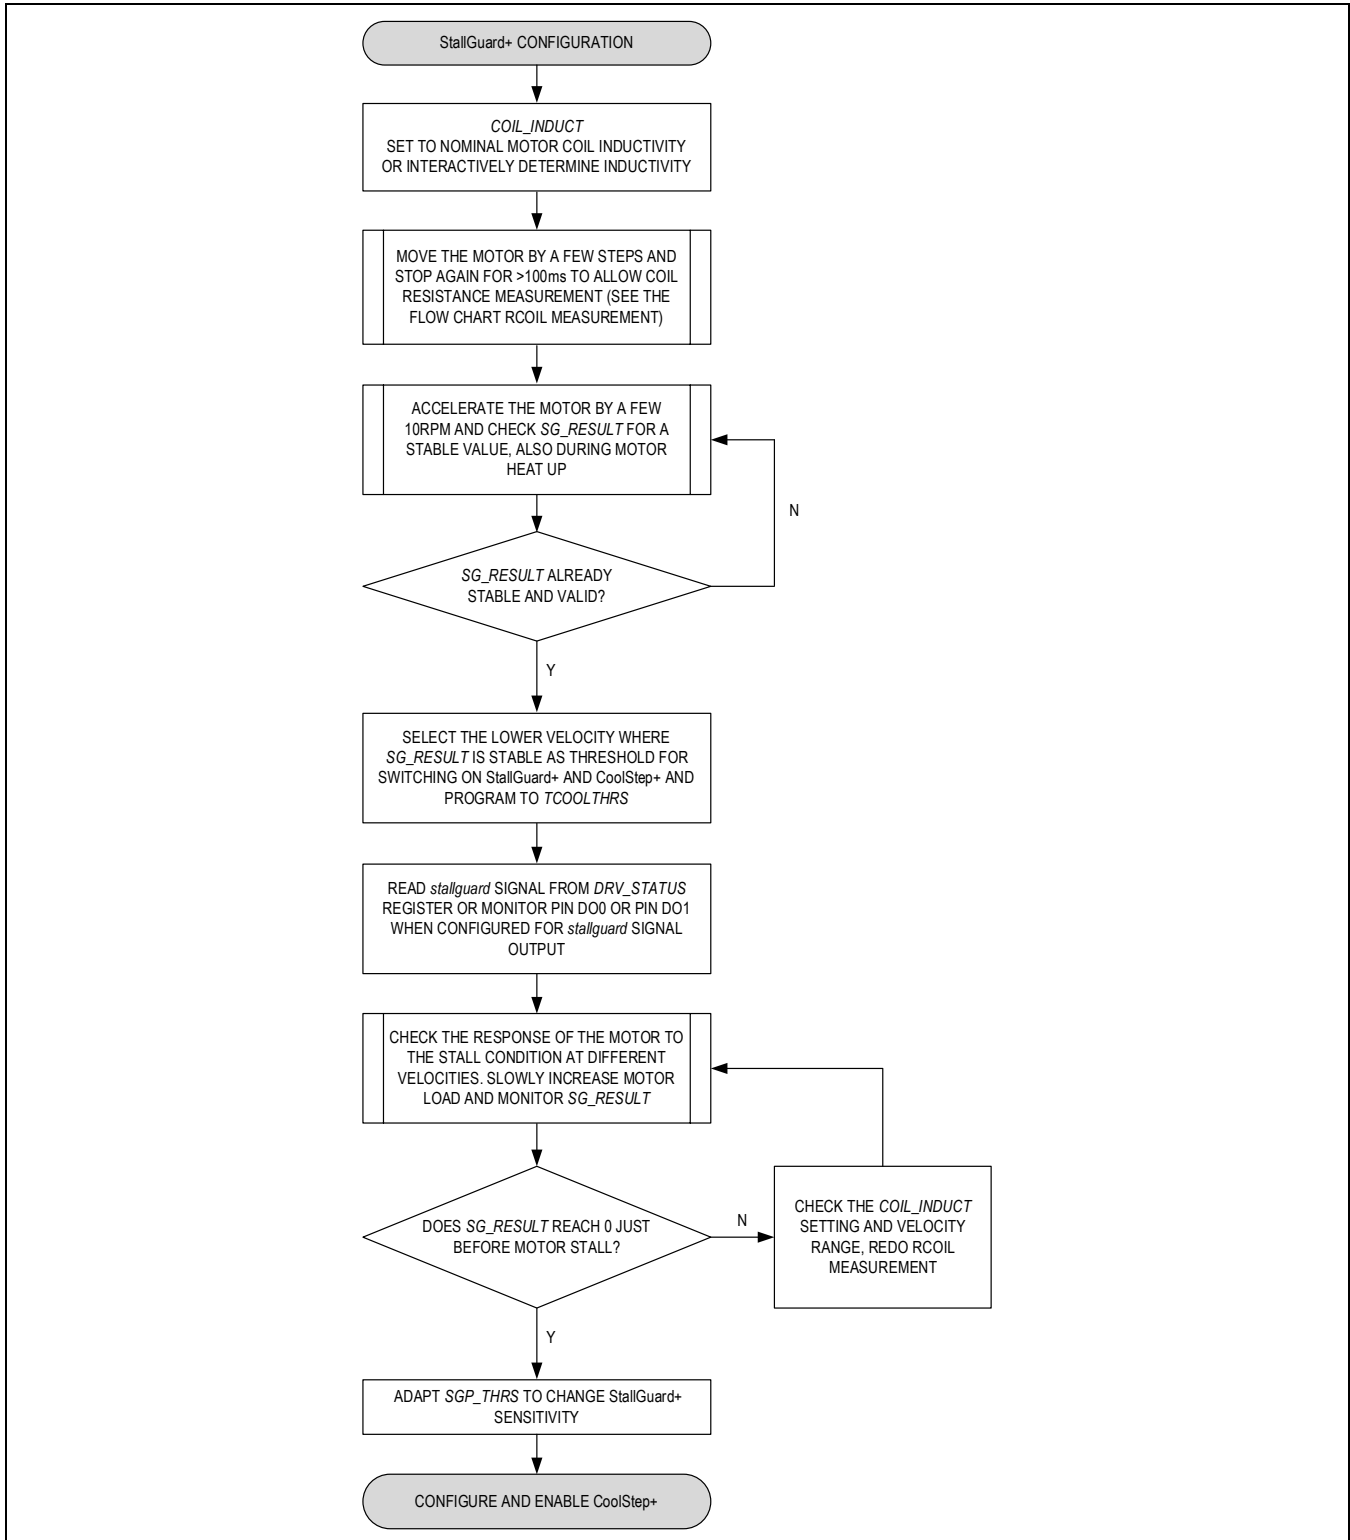 StallGuard+ CONFIGURATION
COIL_INDUCT
SET TO NOMINAL MOTOR COIL INDUCTIVITY
OR INTERACTIVELY DETERMINE INDUCTIVITY
MOVE THE MOTOR BY A FEW STEPS AND
STOP AGAIN FOR >100ms TO ALLOW COIL
RESISTANCE MEASUREMENT (SEE THE
FLOW CHART RCOIL MEASUREMENT)
ACCELERATE THE MOTOR BY A FEW
10RPM AND CHECK SG_RESULT FOR A
STABLE VALUE, ALSO DURING MOTOR
HEAT UP
N
SG_RESULT ALREADY
STABLE AND VALID?
Y
SELECT THE LOWER VELOCITY WHERE
SG_RESULT IS STABLE AS THRESHOLD FOR
SWITCHING ON StallGuard+ AND CoolStep+ AND
PROGRAM TO TCOOLTHRS
READ stallguard SIGNAL FROM DRV_STATUS
REGISTER OR MONITOR PIN DO0 OR PIN DO1
WHEN CONFIGURED FOR stallguard SIGNAL
OUTPUT
CHECK THE RESPONSE OF THE MOTOR TO
THE STALL CONDITION AT DIFFERENT
VELOCITIES. SLOWLY INCREASE MOTOR
LOAD AND MONITOR SG_RESULT
DOES SG_RESULT REACH 0 JUST
BEFORE MOTOR STALL?
N
CHECK THE COIL_INDUCT
SETTING AND VELOCITY
RANGE, REDO RCOIL
MEASUREMENT
Y
ADAPT SGP_THRS TO CHANGE StallGuard+
SENSITIVITY
CONFIGURE AND ENABLE CoolStep+